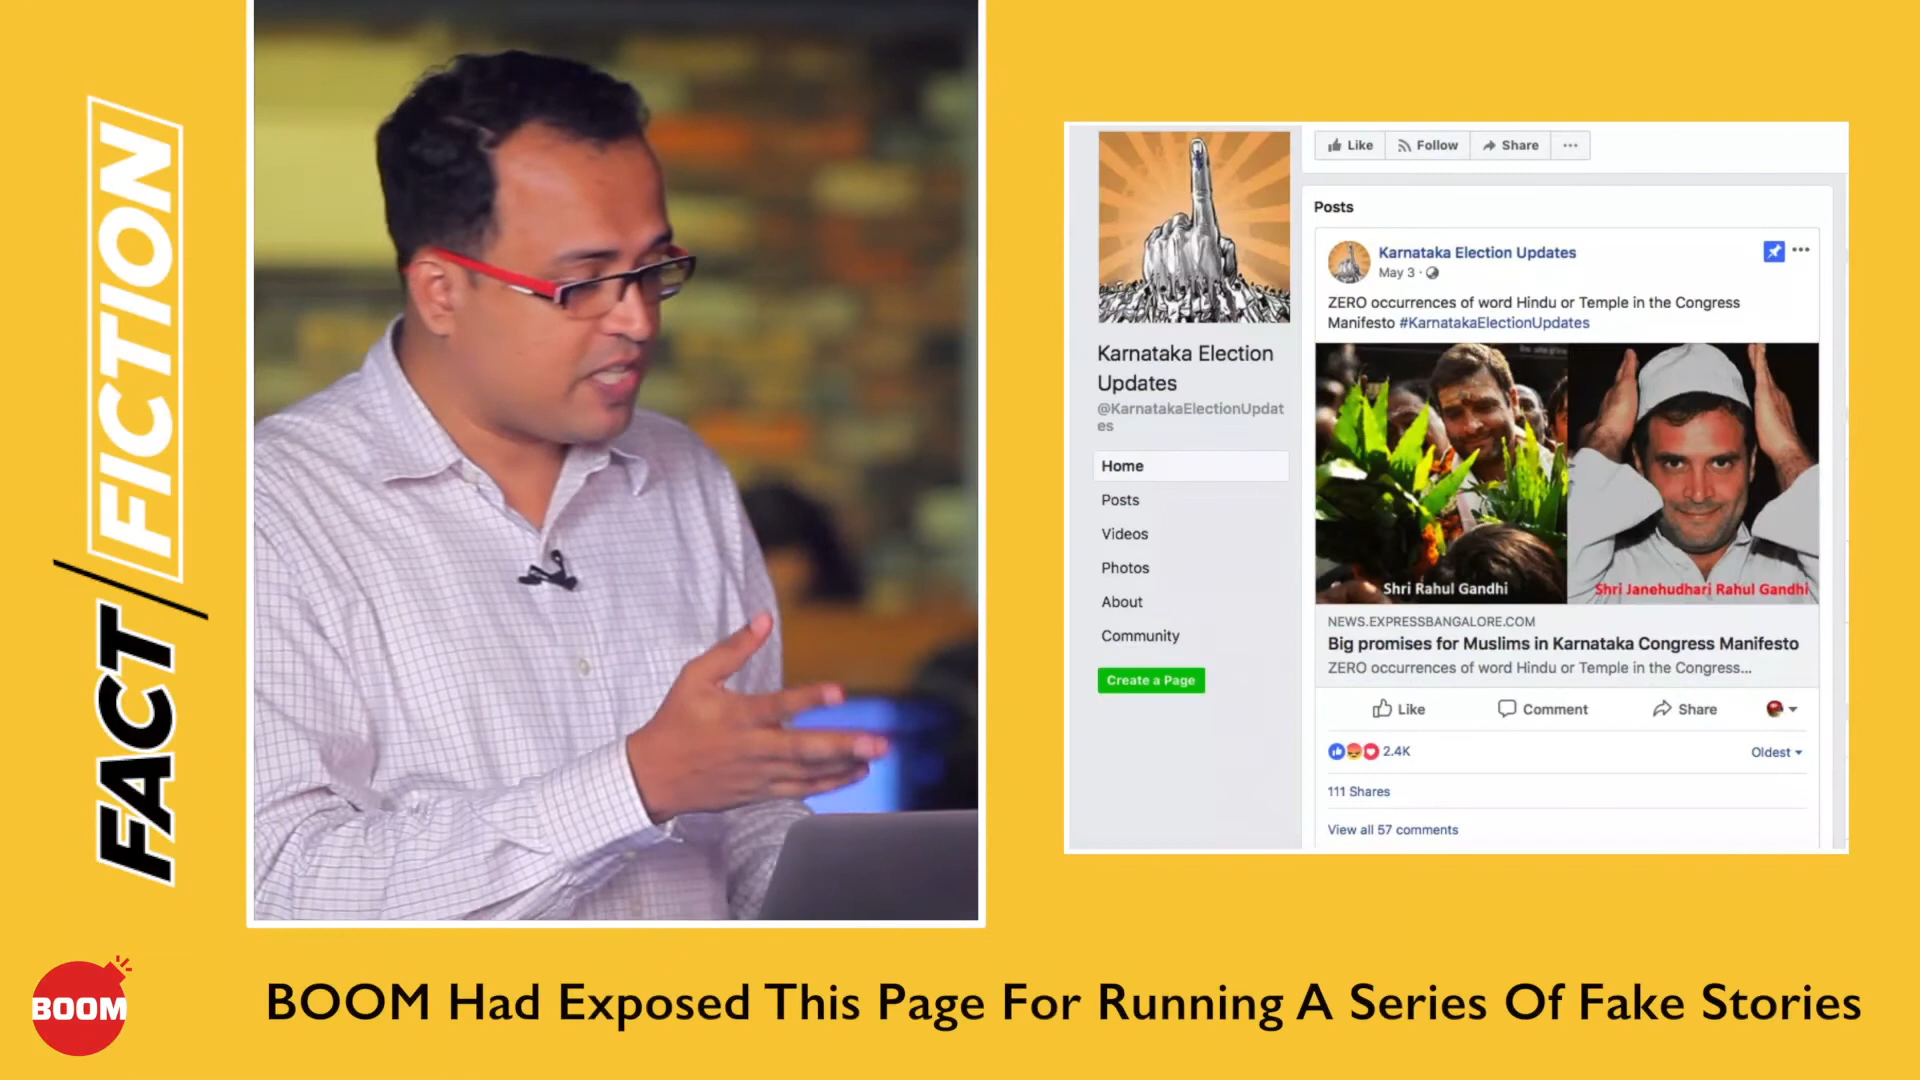 FACT/FICTION
Like
Follow
Share
Karnataka Election
Updates
@KarnatakaElectionUpdat
es
Home
Posts
Videos
Photos
About
Community
Create a Page
Posts
Karnataka Election Updates
May 3
ZERO occurrences of word Hindu or Temple in the Congress
Manifesto #KarnatakaElectionUpdates
Shri Rahul Gandhi
Shri Janehudhari Rahul Gandhi
NEWS.EXPRESSBANGALORE.COM
Big promises for Muslims in Karnataka Congress Manifesto
ZERO occurrences of word Hindu or Temple in the Congress...
Like
Comment
Share
2.4K
Oldest
111 Shares
View all 57 comments
BOOM
BOOM Had Exposed This Page For Running A Series Of Fake Stories